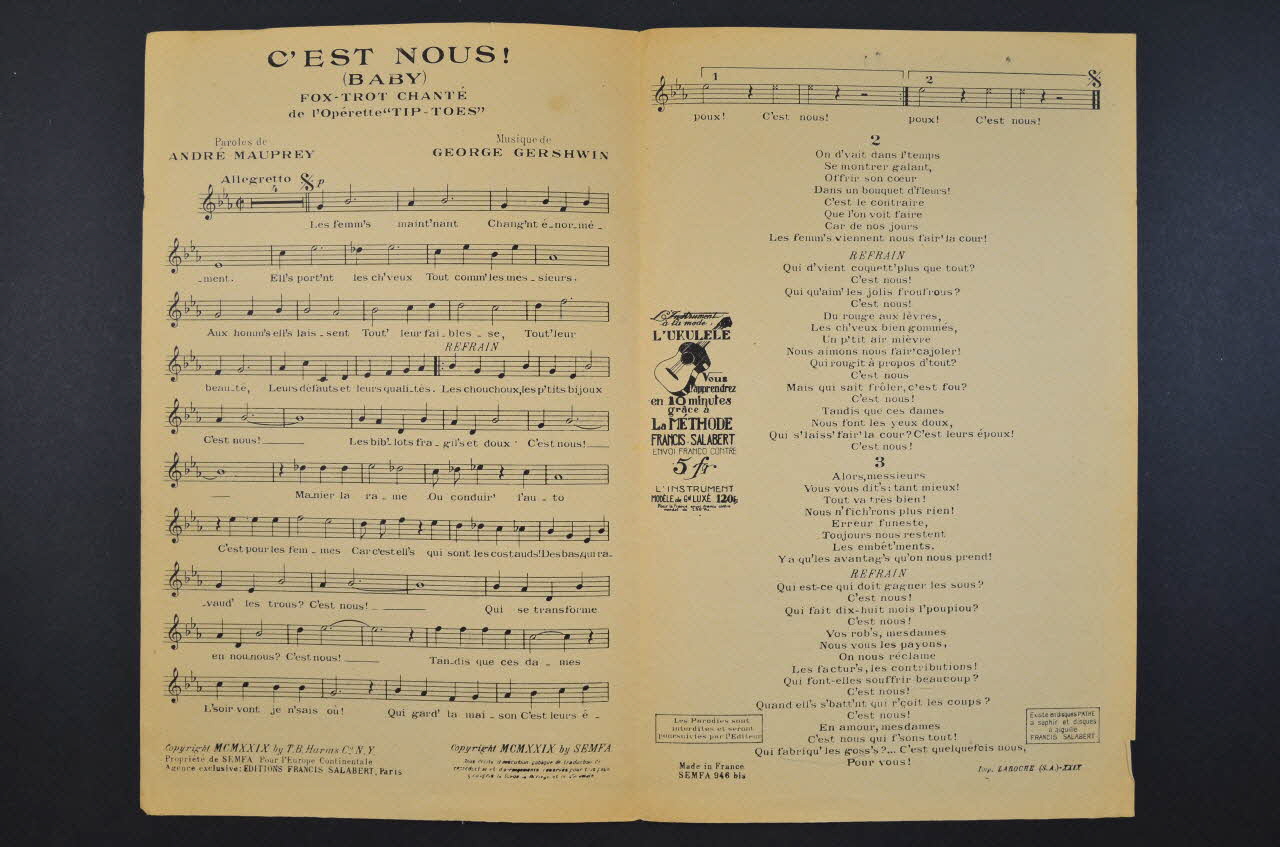 C'EST NOUS!
(BABY)
FOX-TROT CHANTÉ
de l'Opérette "TIP-TOES"
Paroles de
ANDRÉ MAUPREY
Musique de
GEORGE GERSHWIN
Allegretto
4
p
Les femm's maint'nant Chang'nt é-nor-mé-
-ment. Ell's port'nt les ch'veux Tout comm' les mes-sieurs.
Aux homm's ell's lais-sent Tout' leur fai-bles-se, Tout' leur
REFRAIN
beau-té, Leurs défauts et leurs qualités. Les chouchoux, les p'tits bijoux
C'est nous! Les bib'lots fra-gil's et doux C'est nous!
Manier la ra-me Ou conduir' l'au-to
C'est pour les fem-mes Car c'est ell's qui sont les costauds! Des bas, qui ra-
-vaud' les trous? C'est nous! Qui se transforme
en nounous? C'est nous! Tan-dis que ces da-mes
L'soir vont je n'sais où! Qui gard' la mai-son C'est leurs é-
Copyright MCMXXIX by T.B. Harms Cº N.Y.
Propriété de SEMFA Pour l'Europe Continentale
Agence exclusive: EDITIONS FRANCIS SALABERT, Paris
Copyright MCMXXIX by SEMFA
1
2
poux! C'est nous! poux! C'est nous!
2
On d'vait dans l'temps
Se montrer galant,
Offrir son cœur
Dans un bouquet d'fleurs!
C'est le contraire
Que l'on voit faire
Car de nos jours
Les femm's viennent nous fair' la cour!
REFRAIN
Qui d'vient coquett' plus que tout?
C'est nous!
Qui qu'aim' les jolis froufrous?
C'est nous!
Du rouge aux lèvres,
Les ch'veux bien gommés,
Un p'tit air mièvre
Nous aimons nous fair' cajoler!
Qui rougit à propos d'tout?
C'est nous
Mais qui sait frôler, c'est fou?
C'est nous!
Tandis que ces dames
Nous font les yeux doux,
Qui s'laiss' fair' la cour? C'est leurs époux!
C'est nous!
3
Alors, messieurs
Vous vous dit's: tant mieux!
Tout va très bien!
Nous n'fich'rons plus rien!
Erreur funeste,
Toujours nous restent
Les embêt'ments.
Y a qu'les avantag's qu'on nous prend!
REFRAIN
Qui est-ce qui doit gagner les sous?
C'est nous!
Qui fait dix-huit mois l'poupiou?
C'est nous!
Vos rob's, mesdames
Nous vous les payons,
On nous réclame
Les factur's, les contributions!
Qui font-elles souffrir beaucoup?
C'est nous!
Quand ell's s'batt'nt qui r'çoit les coups?
C'est nous!
En amour, mesdames
C'est nous qui f'sons tout!
Qui fabriqu' les goss's?... C'est quelquefois nous,
Pour vous!
L'Instrument
à la mode:
L'UKULELE
Vous
l'apprendrez
en 10 minutes
grâce à
La MÉTHODE
FRANCIS-SALABERT
ENVOI FRANCO CONTRE
5 fr
L'INSTRUMENT
MODÈLE de Gd LUXE 120f
Les Parodies sont
interdites et seront
poursuivies par l'Editeur
Existe en disques PATHÉ
à saphir et disques
à aiguille
FRANCIS SALABERT
Made in France
SEMFA 946 bis
Imp. LAROCHE (S.A.)-XXIX